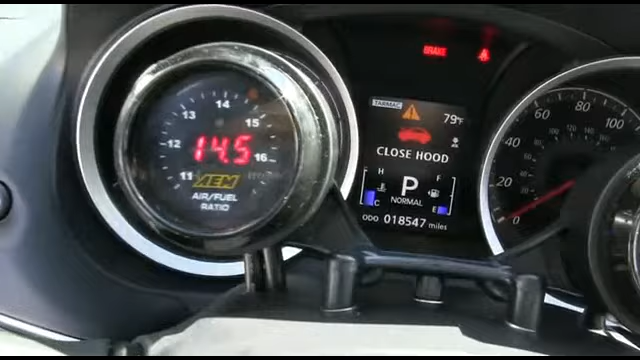 BRAKE
TARMAC
79°F
CLOSE HOOD
H F
P
NORMAL
C E
ODO 018547 miles
11 12 13 14 15 16
14.5
AEM
AIR/FUEL
RATIO
0 20 40 60 80 100